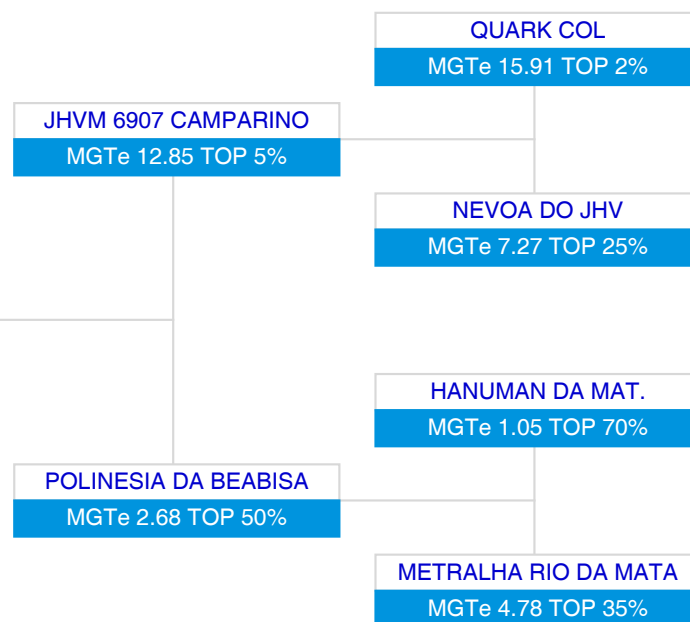 QUARK COL
MGTe 15.91 TOP 2%
JHVM 6907 CAMPARINO
MGTe 12.85 TOP 5%
NEVOA DO JHV
MGTe 7.27 TOP 25%
HANUMAN DA MAT.
MGTe 1.05 TOP 70%
POLINESIA DA BEABISA
MGTe 2.68 TOP 50%
METRALHA RIO DA MATA
MGTe 4.78 TOP 35%